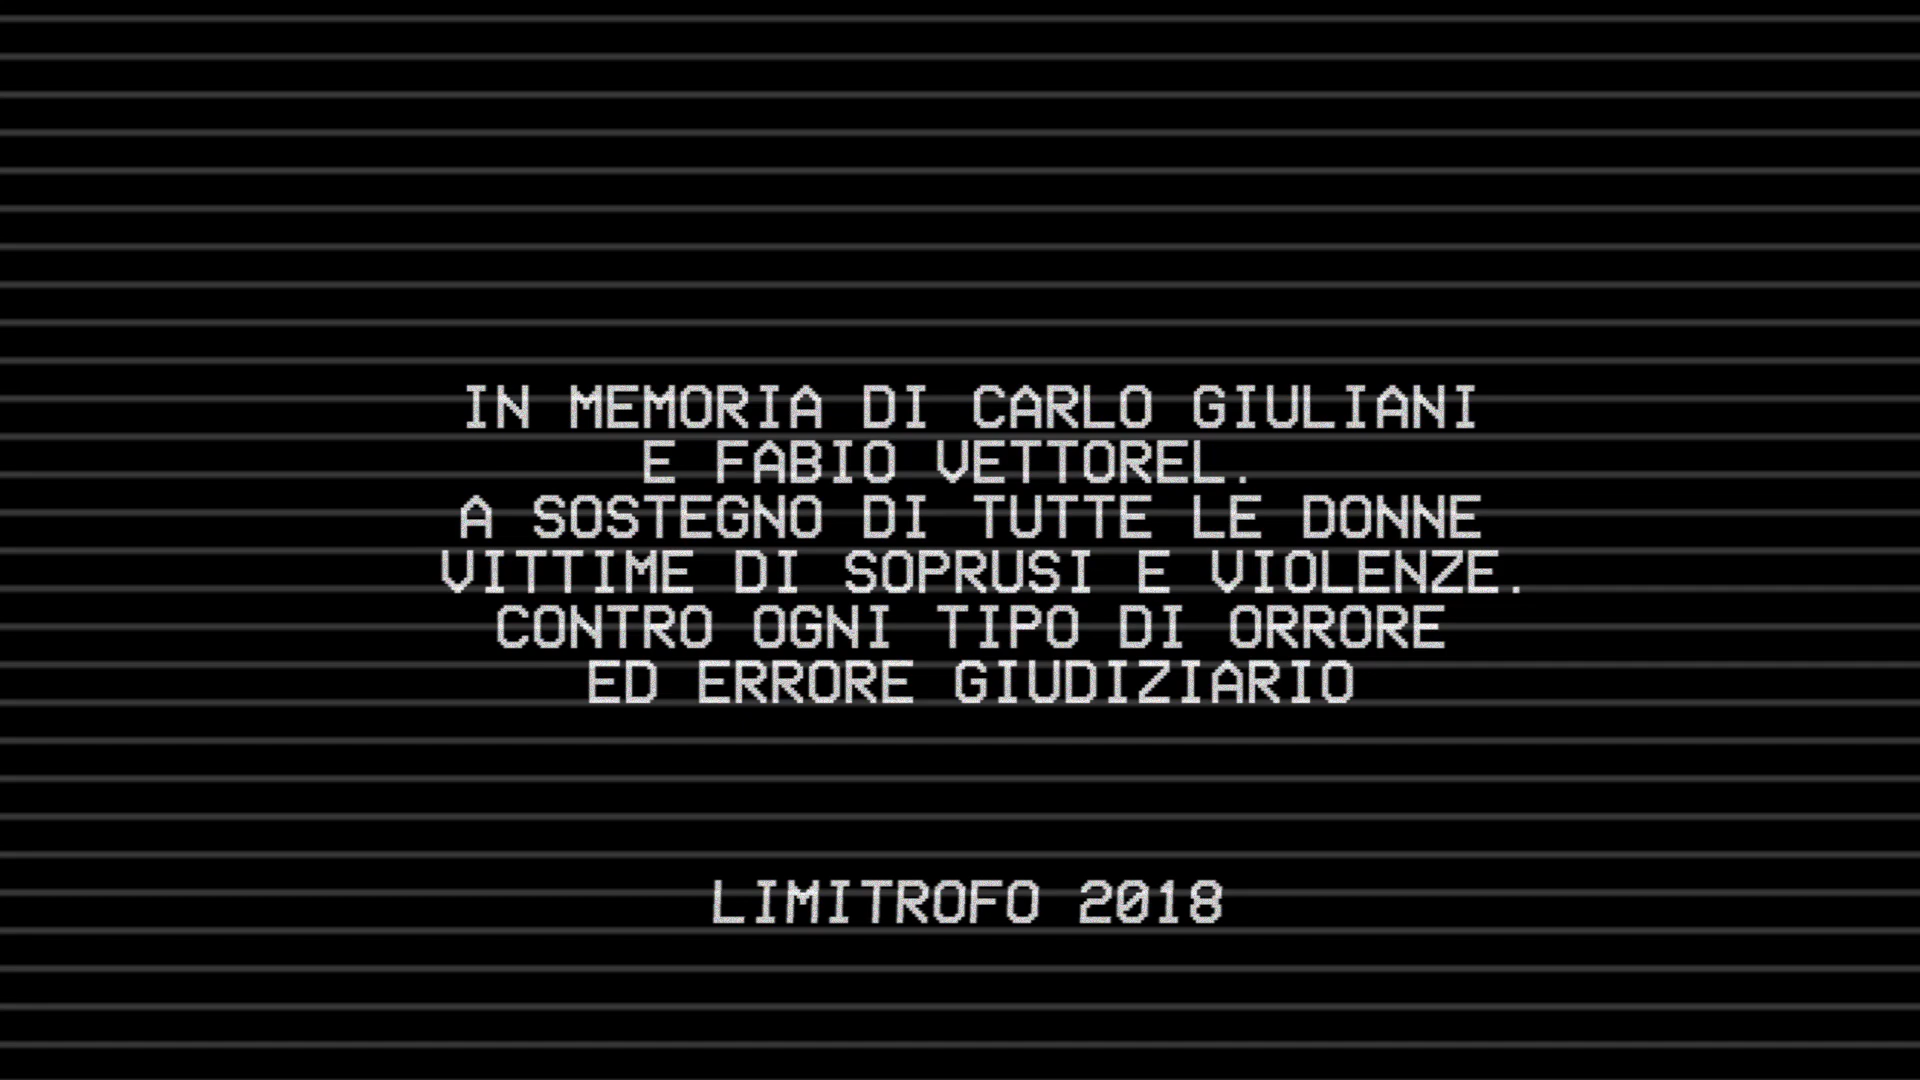 IN MEMORIA DI CARLO GIULIANI
E FABIO VETTOREL.
A SOSTEGNO DI TUTTE LE DONNE
VITTIME DI SOPRUSI E VIOLENZE.
CONTRO OGNI TIPO DI ORRORE
ED ERRORE GIUDIZIARIO
LIMITROFO 2018